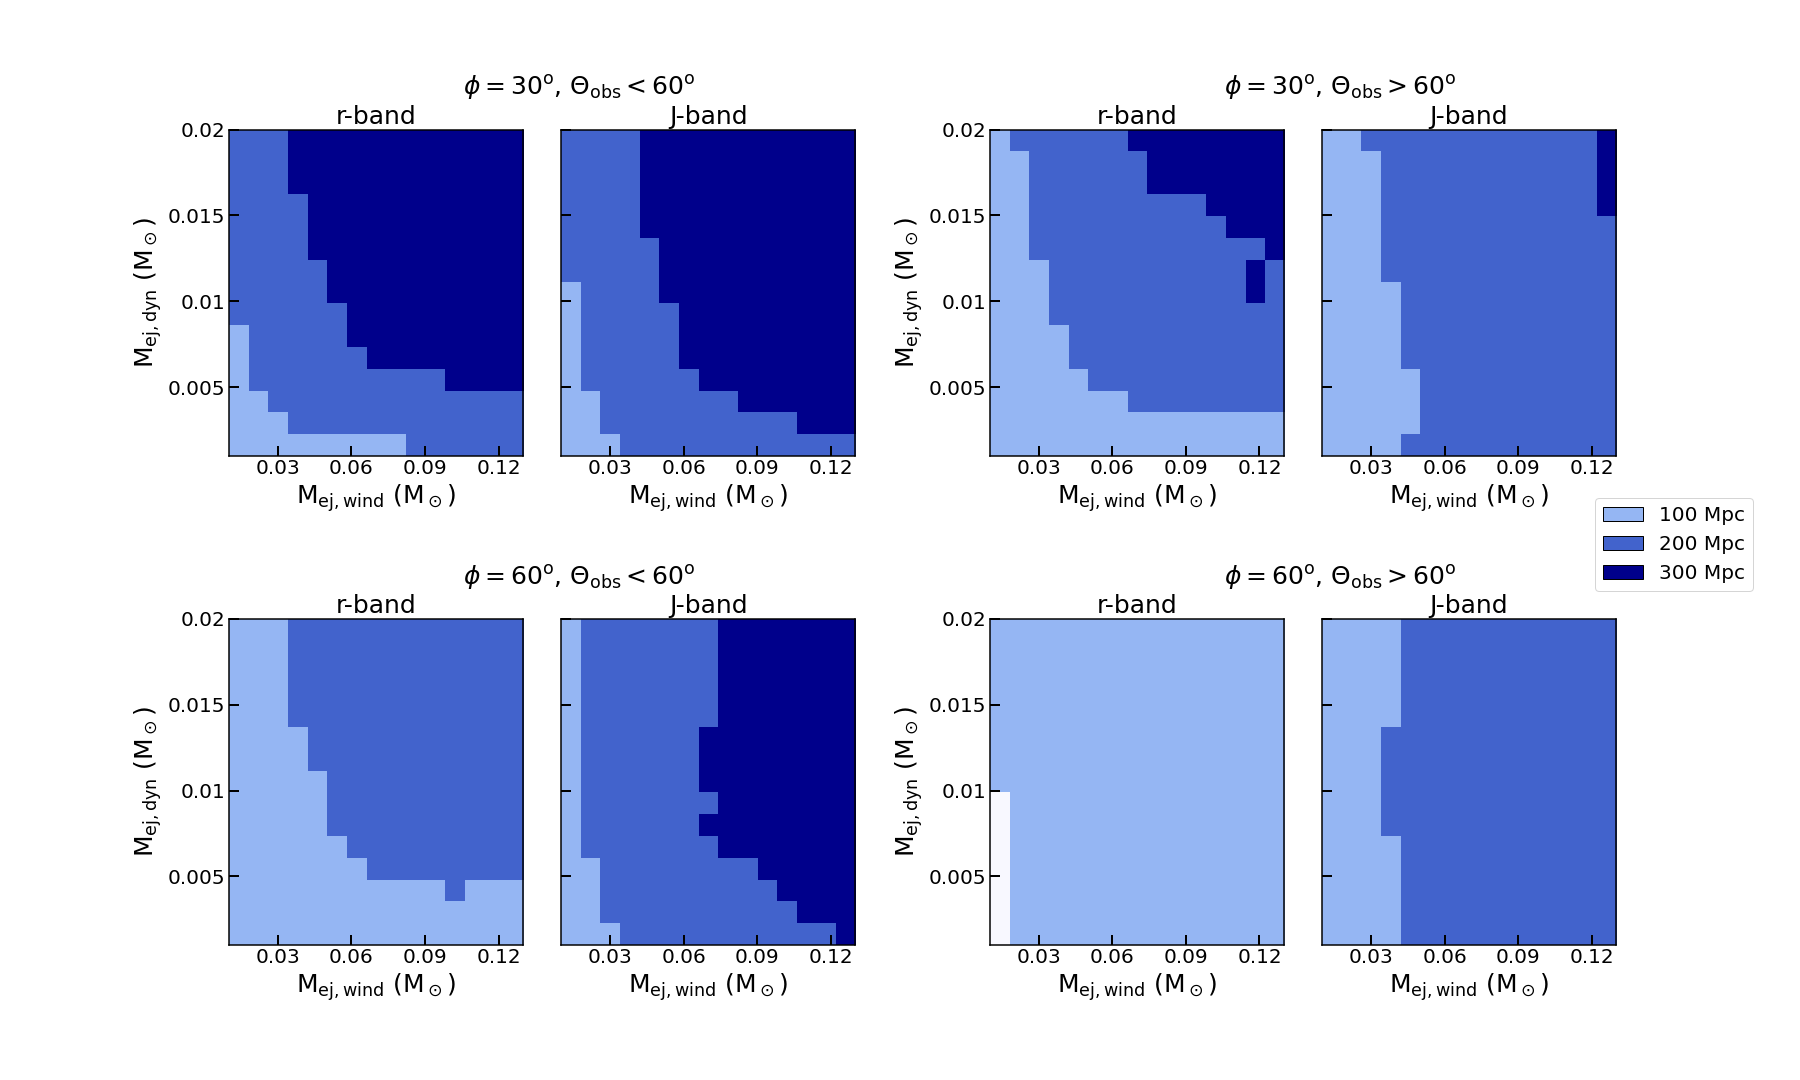 ϕ = 30°, Θobs < 60°
r-band
J-band
0.02
0.015
0.01
0.005
Mej, dyn (M⊙)
0.03 0.06 0.09 0.12
0.03 0.06 0.09 0.12
Mej, wind (M⊙)
Mej, wind (M⊙)
ϕ = 30°, Θobs > 60°
r-band
J-band
0.02
0.015
0.01
0.005
Mej, dyn (M⊙)
0.03 0.06 0.09 0.12
0.03 0.06 0.09 0.12
Mej, wind (M⊙)
Mej, wind (M⊙)
100 Mpc
200 Mpc
300 Mpc
ϕ = 60°, Θobs < 60°
r-band
J-band
0.02
0.015
0.01
0.005
Mej, dyn (M⊙)
0.03 0.06 0.09 0.12
0.03 0.06 0.09 0.12
Mej, wind (M⊙)
Mej, wind (M⊙)
ϕ = 60°, Θobs > 60°
r-band
J-band
0.02
0.015
0.01
0.005
Mej, dyn (M⊙)
0.03 0.06 0.09 0.12
0.03 0.06 0.09 0.12
Mej, wind (M⊙)
Mej, wind (M⊙)